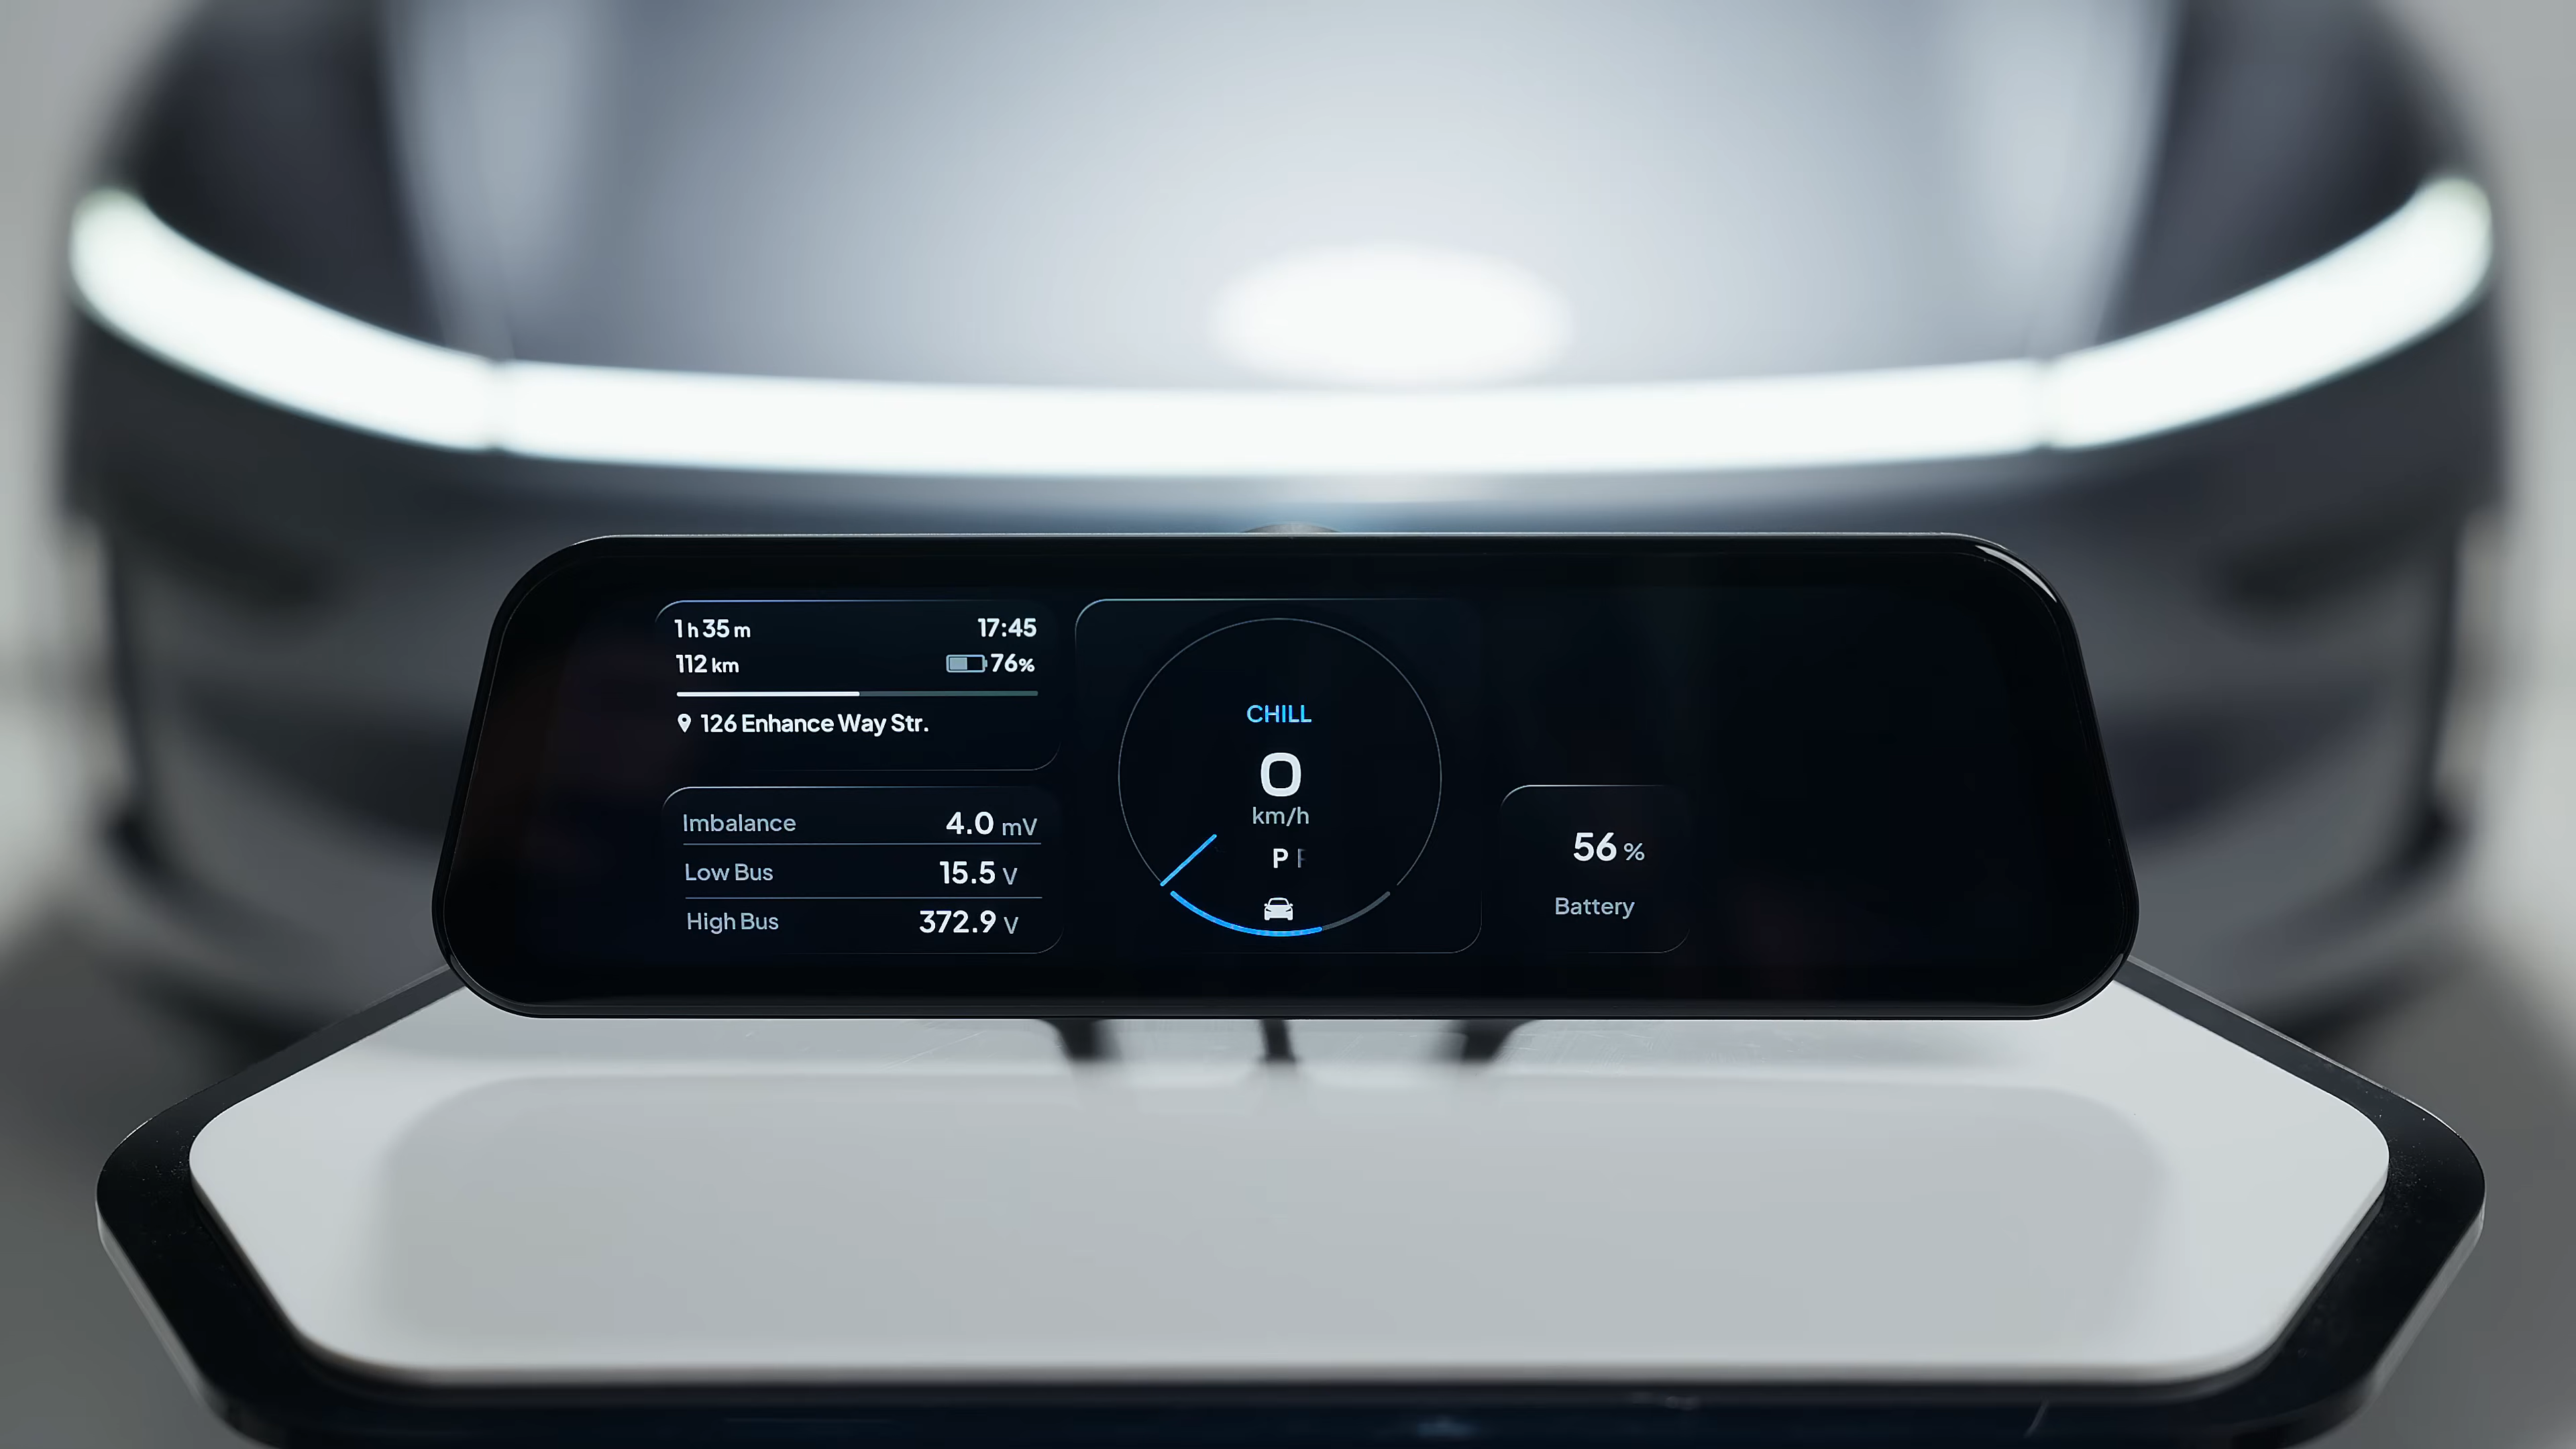 1 h 35 m 17:45
112 km 76%
126 Enhance Way Str.
Imbalance 4.0 mV
Low Bus 15.5 V
High Bus 372.9 V
CHILL
0
km/h
P
56 %
Battery